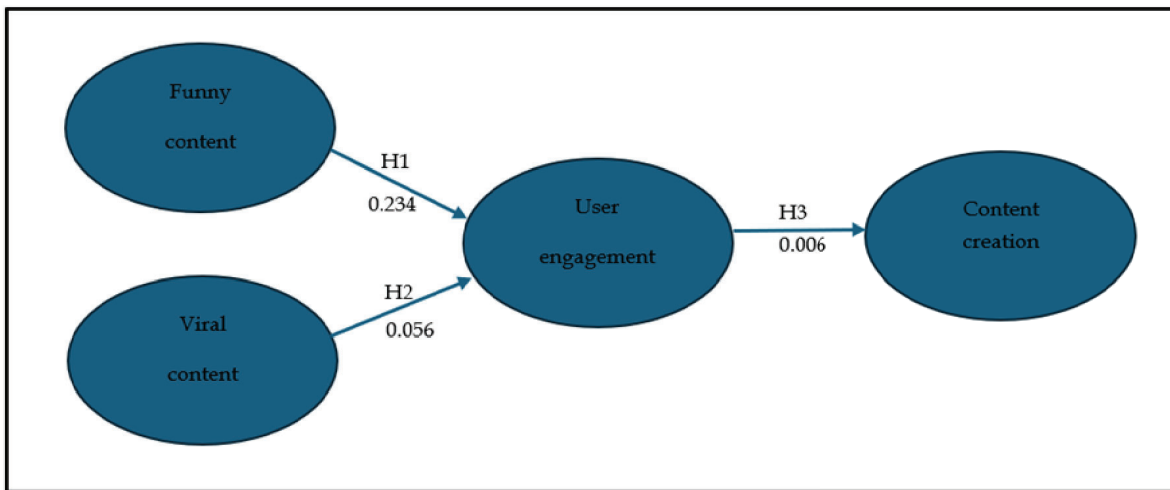 Funny
content
H1
0.234
Viral
content
H2
0.056
User
engagement
H3
0.006
Content
creation